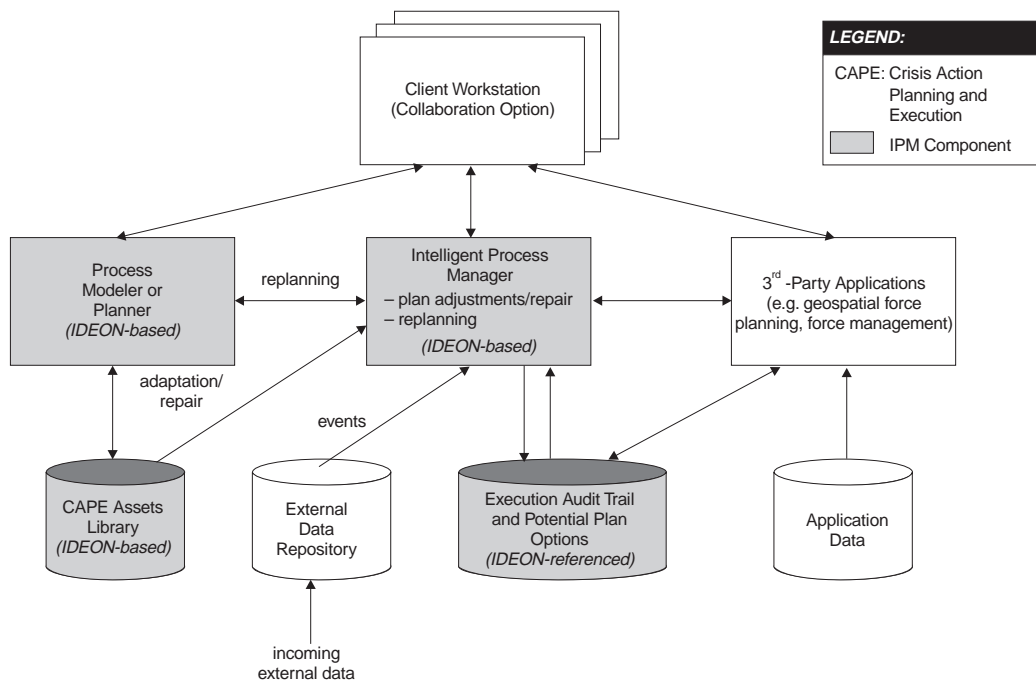 LEGEND:
CAPE: Crisis Action
Planning and
Execution
IPM Component
Client Workstation
(Collaboration Option)
Process
Modeler or
Planner
(IDEON-based)
replanning
Intelligent Process
Manager
– plan adjustments/repair
– replanning
(IDEON-based)
3rd -Party Applications
(e.g. geospatial force
planning, force management)
adaptation/
repair
events
CAPE Assets
Library
(IDEON-based)
External
Data
Repository
Execution Audit Trail
and Potential Plan
Options
(IDEON-referenced)
Application
Data
incoming
external data